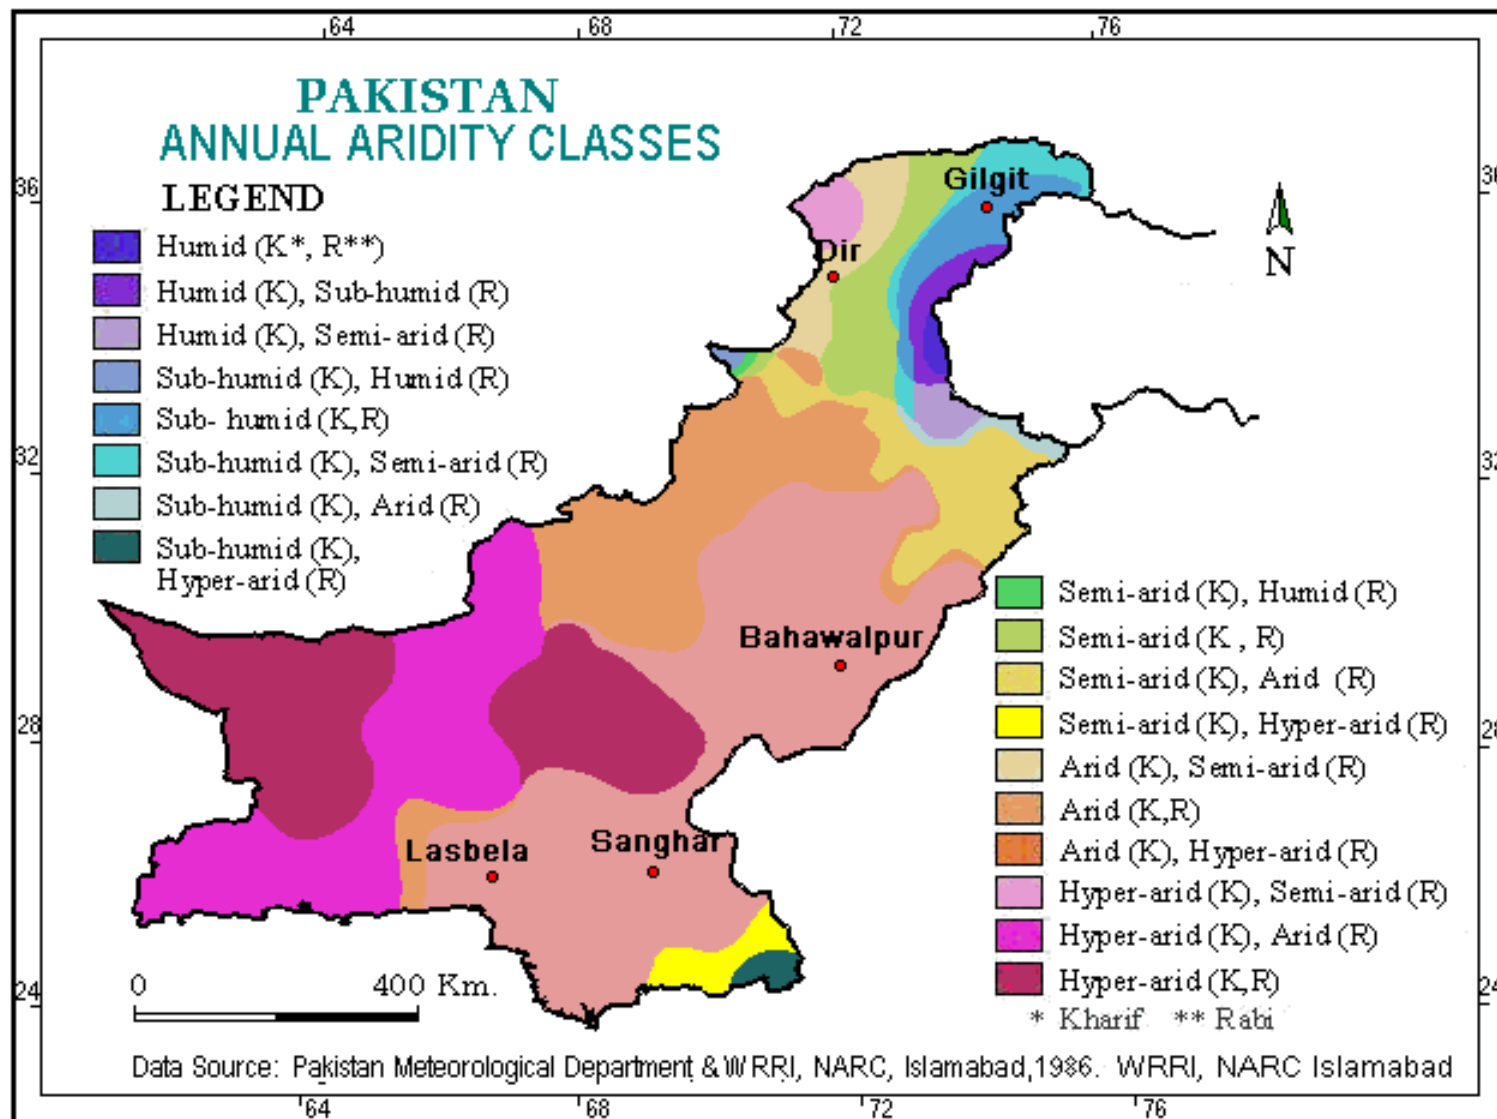 64 68 72 76
PAKISTAN
ANNUAL ARIDITY CLASSES
LEGEND
Humid (K*, R**)
Humid (K), Sub-humid (R)
Humid (K), Semi-arid (R)
Sub-humid (K), Humid (R)
Sub- humid (K,R)
Sub-humid (K), Semi-arid (R)
Sub-humid (K), Arid (R)
Sub-humid (K),
Hyper-arid (R)
36
32
28
24
Gilgit
Dir
N
Bahawalpur
Lasbela
Sanghar
Semi-arid (K), Humid (R)
Semi-arid (K , R)
Semi-arid (K), Arid (R)
Semi-arid (K), Hyper-arid (R)
Arid (K), Semi-arid (R)
Arid (K,R)
Arid (K), Hyper-arid (R)
Hyper-arid (K), Semi-arid (R)
Hyper-arid (K), Arid (R)
Hyper-arid (K,R)
* Kharif ** Rabi
0 400 Km.
Data Source: Pakistan Meteorological Department & WRRI, NARC, Islamabad,1986. WRRI, NARC Islamabad
64 68 72 76